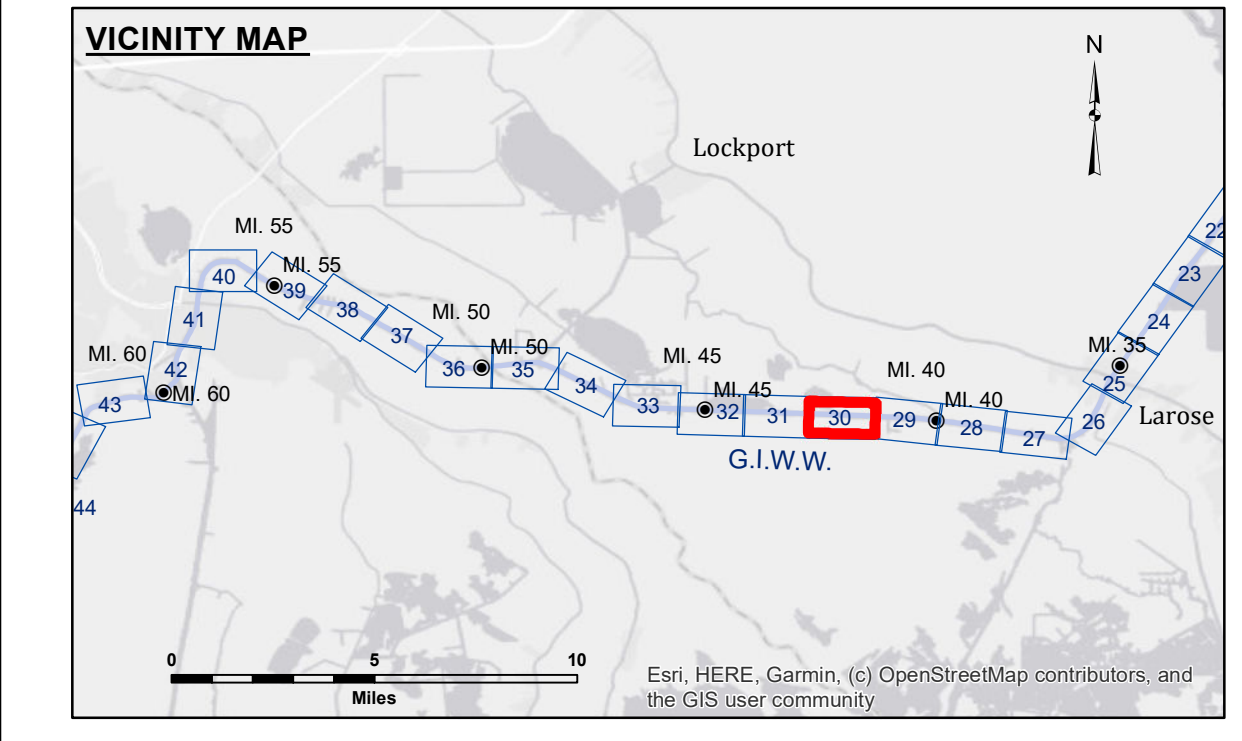 VICINITY MAP
N
Lockport
22
MI. 55
23
40
MI. 55
39
38
24
41
MI. 50
37
MI. 35
MI. 60
42
36
MI. 50
35
MI. 45
MI. 40
25
34
43
MI. 60
33
MI. 45
32
31
30
29
MI. 40
28
27
26
Larose
G.I.W.W.
44
0 5 10
Miles
Esri, HERE, Garmin, (c) OpenStreetMap contributors, and
the GIS user community